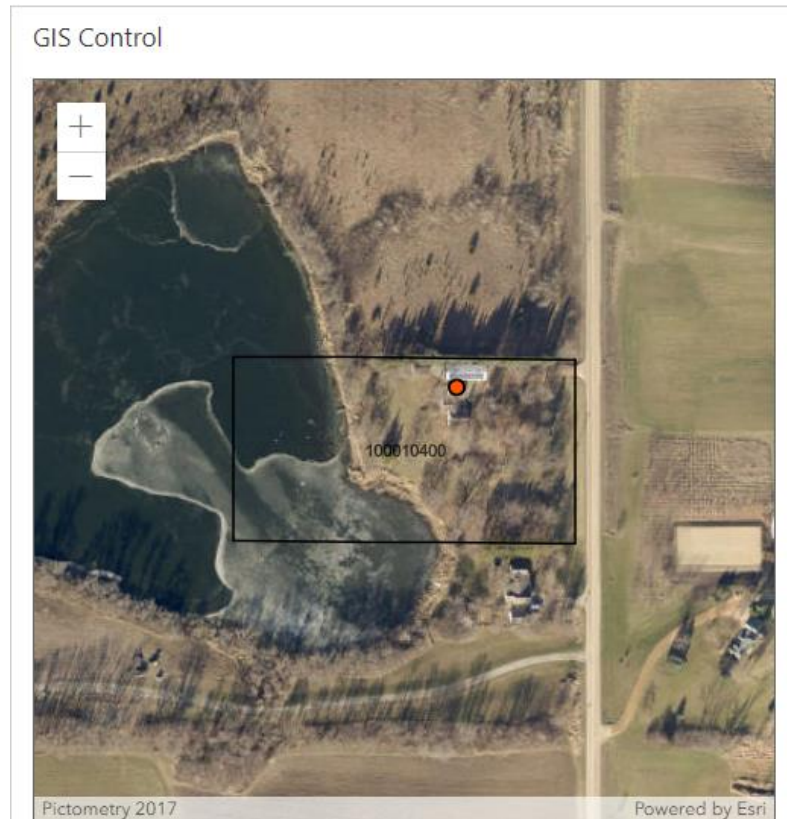 GIS Control
+
−
100010400
Pictometry 2017
Powered by Esri